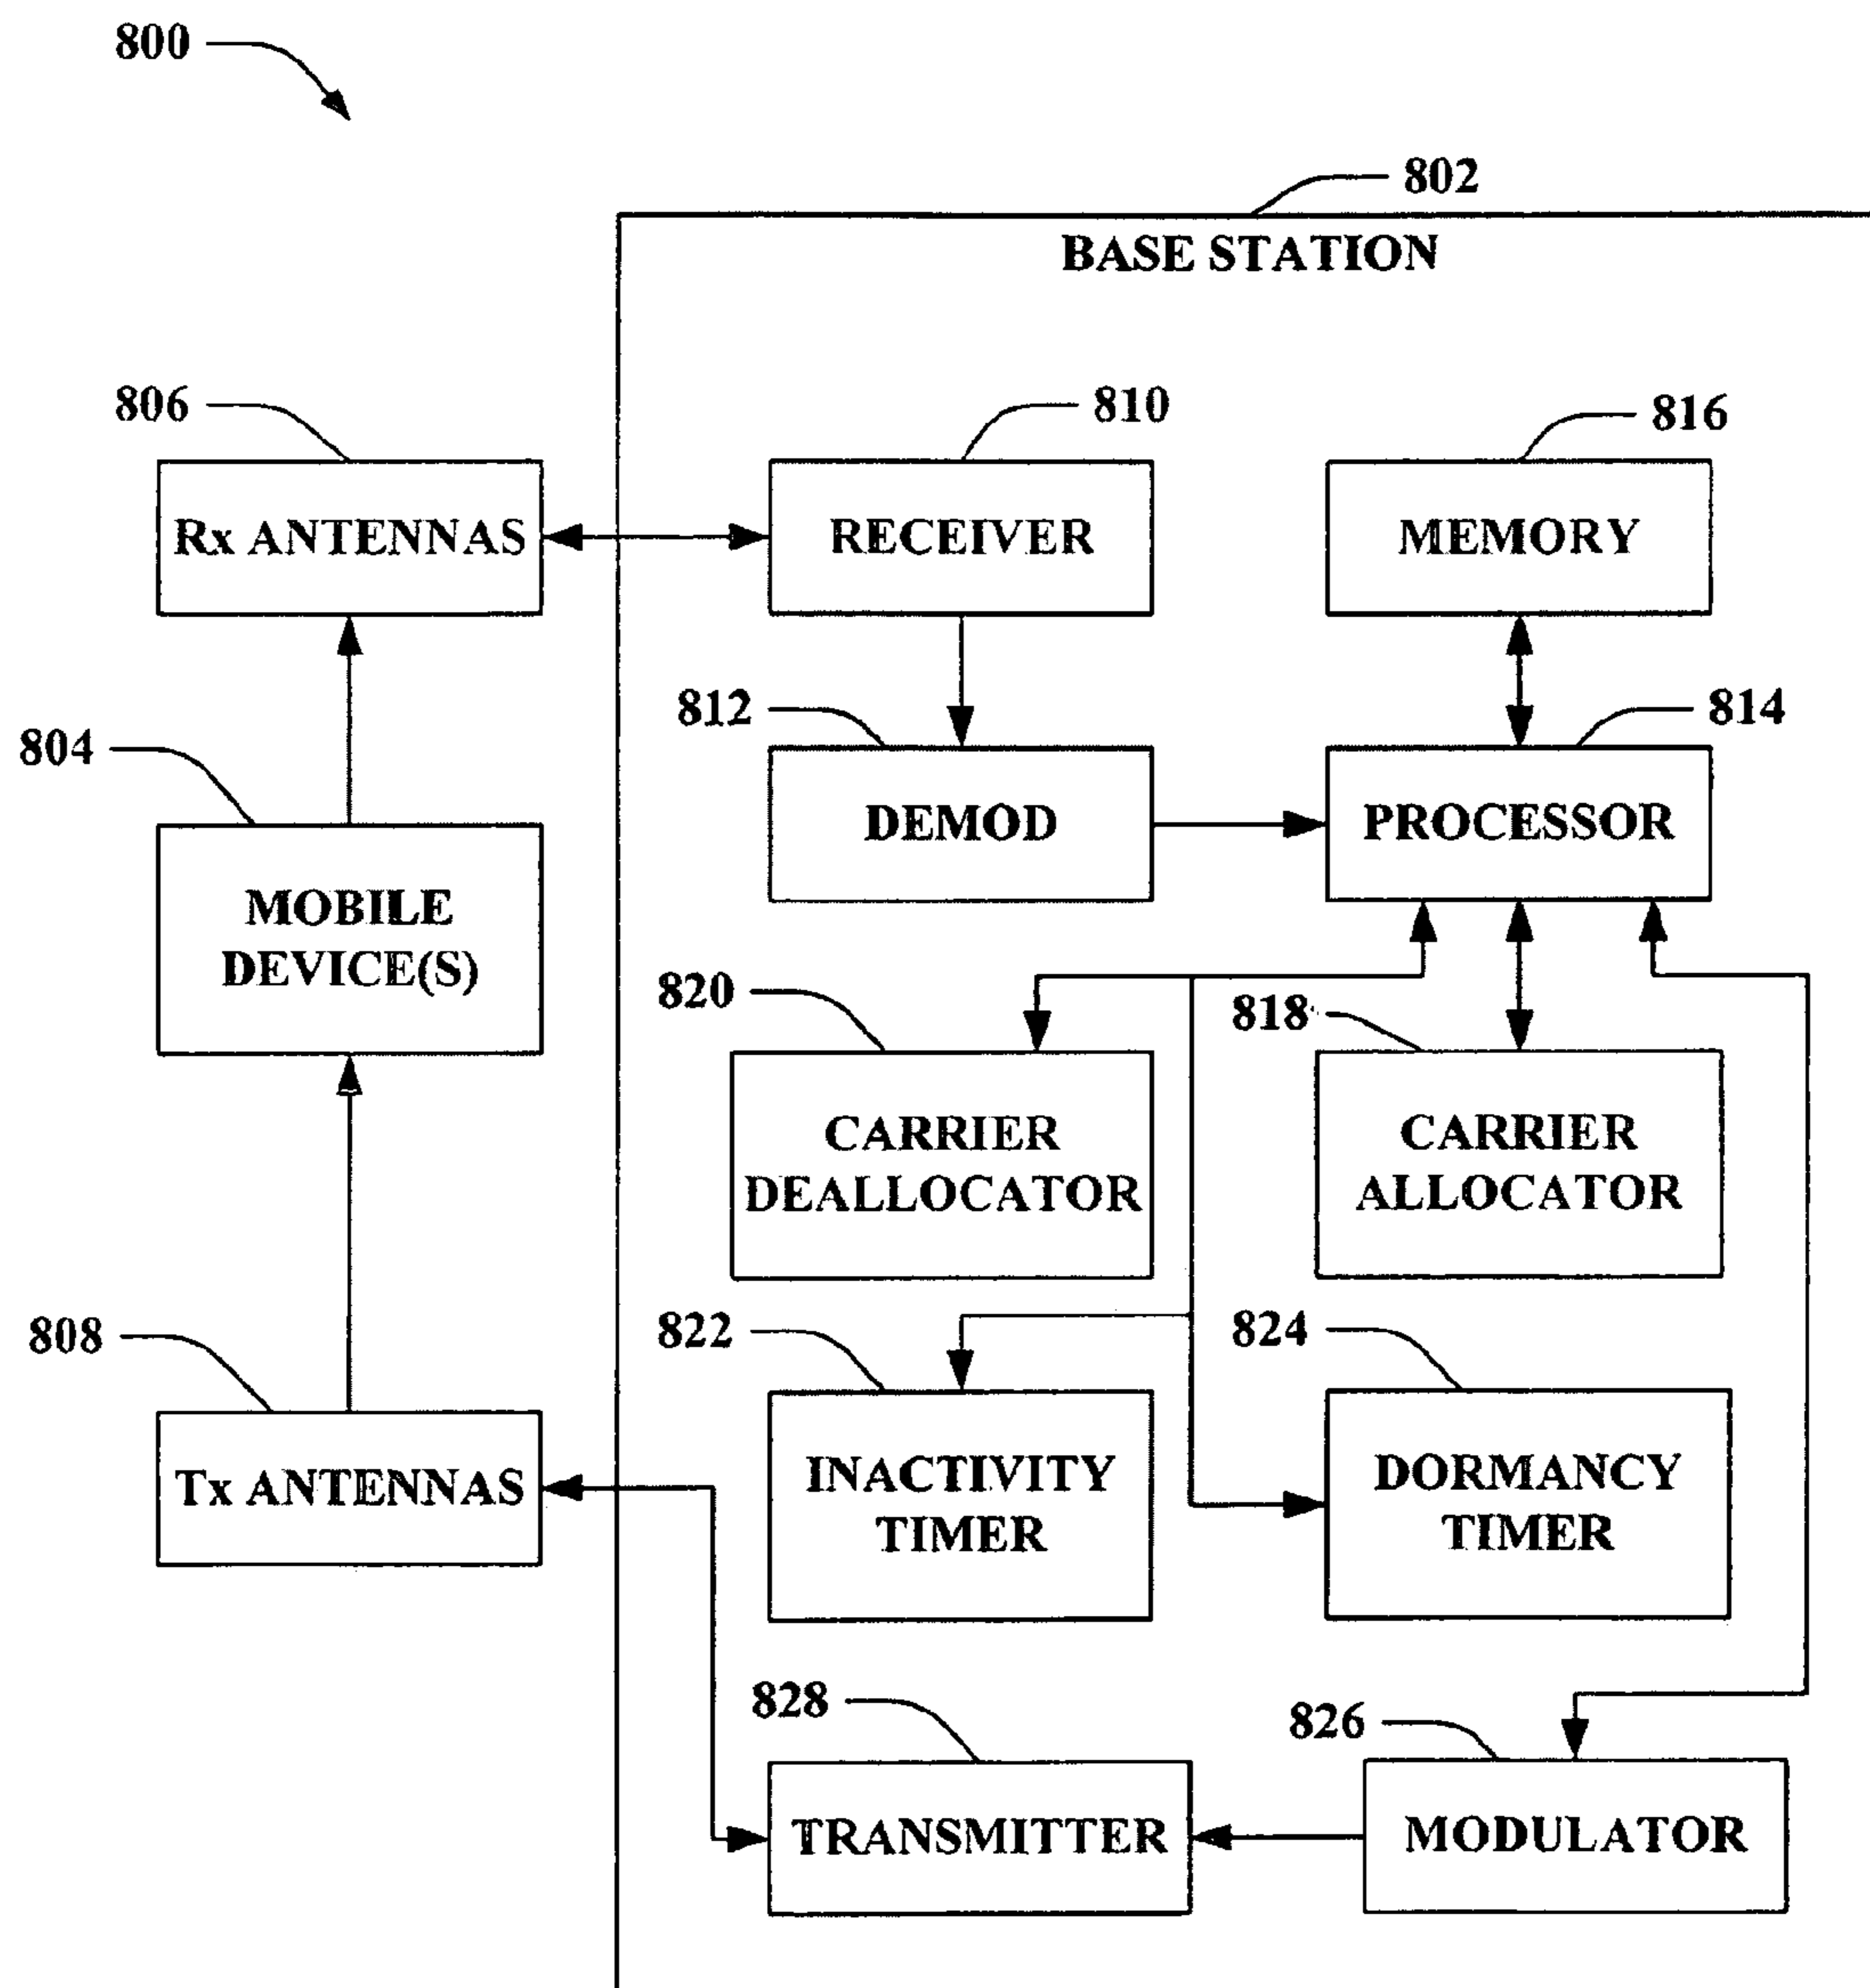 800
802
BASE STATION
806
810
816
Rx ANTENNAS
RECEIVER
MEMORY
812
814
804
DEMOD
PROCESSOR
MOBILE
DEVICE(S)
820
818
CARRIER
DEALLOCATOR
CARRIER
ALLOCATOR
808
822
824
Tx ANTENNAS
INACTIVITY
TIMER
DORMANCY
TIMER
828
826
TRANSMITTER
MODULATOR